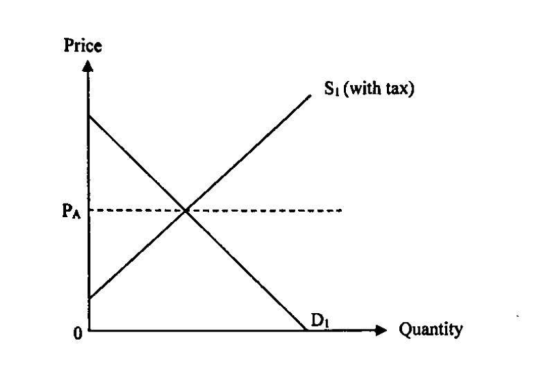 Price
S₁ (with tax)
P_A
0
D₁
Quantity